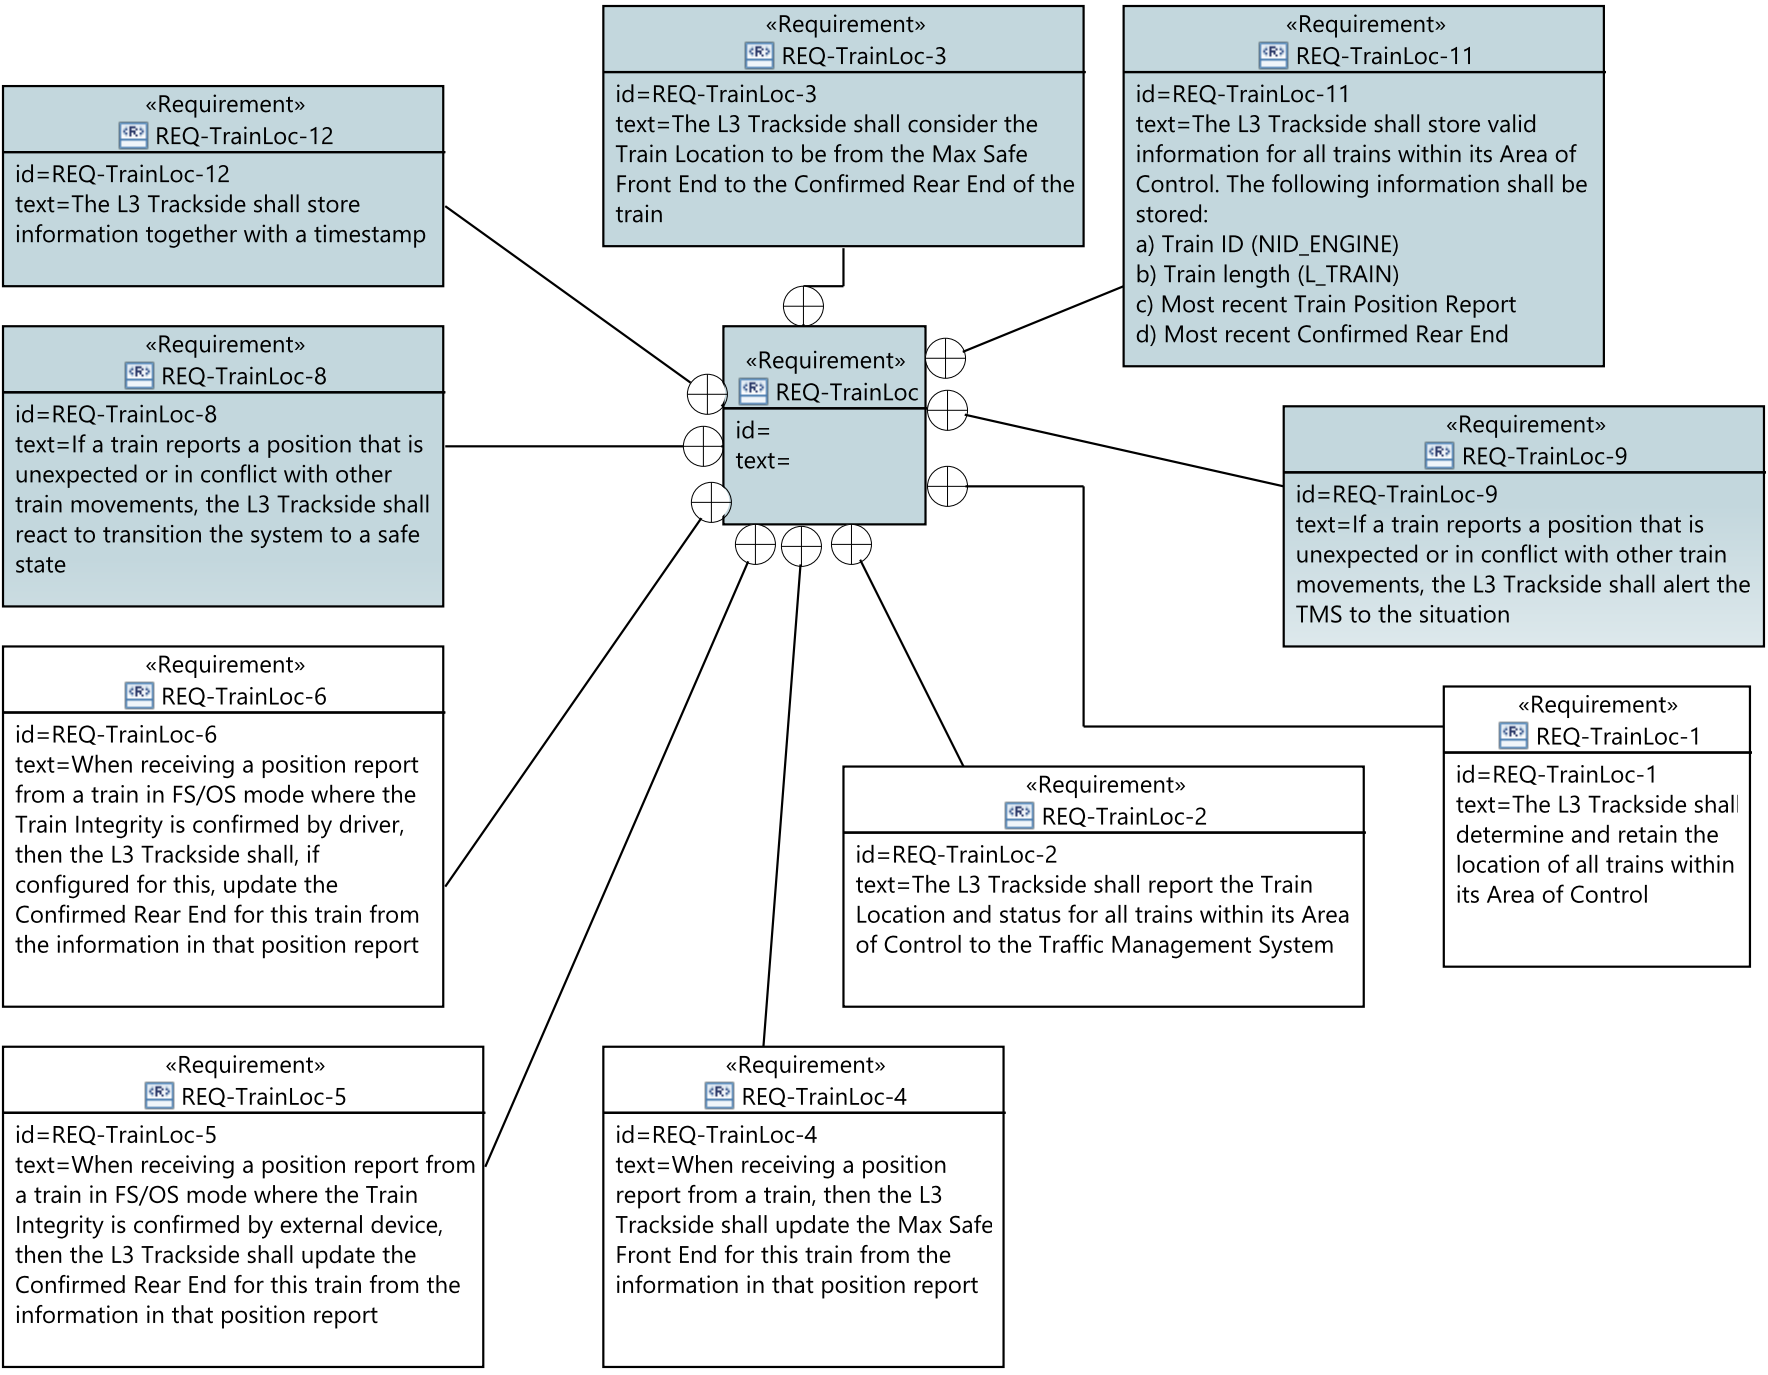 «Requirement»
<R> REQ-TrainLoc-3
id=REQ-TrainLoc-3
text=The L3 Trackside shall consider the
Train Location to be from the Max Safe
Front End to the Confirmed Rear End of the
train
«Requirement»
<R> REQ-TrainLoc-11
id=REQ-TrainLoc-11
text=The L3 Trackside shall store valid
information for all trains within its Area of
Control. The following information shall be
stored:
a) Train ID (NID_ENGINE)
b) Train length (L_TRAIN)
c) Most recent Train Position Report
d) Most recent Confirmed Rear End
«Requirement»
<R> REQ-TrainLoc-12
id=REQ-TrainLoc-12
text=The L3 Trackside shall store
information together with a timestamp
«Requirement»
<R> REQ-TrainLoc-8
id=REQ-TrainLoc-8
text=If a train reports a position that is
unexpected or in conflict with other
train movements, the L3 Trackside shall
react to transition the system to a safe
state
«Requirement»
<R> REQ-TrainLoc
id=
text=
«Requirement»
<R> REQ-TrainLoc-9
id=REQ-TrainLoc-9
text=If a train reports a position that is
unexpected or in conflict with other train
movements, the L3 Trackside shall alert the
TMS to the situation
«Requirement»
<R> REQ-TrainLoc-6
id=REQ-TrainLoc-6
text=When receiving a position report
from a train in FS/OS mode where the
Train Integrity is confirmed by driver,
then the L3 Trackside shall, if
configured for this, update the
Confirmed Rear End for this train from
the information in that position report
«Requirement»
<R> REQ-TrainLoc-2
id=REQ-TrainLoc-2
text=The L3 Trackside shall report the Train
Location and status for all trains within its Area
of Control to the Traffic Management System
«Requirement»
<R> REQ-TrainLoc-1
id=REQ-TrainLoc-1
text=The L3 Trackside shall
determine and retain the
location of all trains within
its Area of Control
«Requirement»
<R> REQ-TrainLoc-5
id=REQ-TrainLoc-5
text=When receiving a position report from
a train in FS/OS mode where the Train
Integrity is confirmed by external device,
then the L3 Trackside shall update the
Confirmed Rear End for this train from the
information in that position report
«Requirement»
<R> REQ-TrainLoc-4
id=REQ-TrainLoc-4
text=When receiving a position
report from a train, then the L3
Trackside shall update the Max Safe
Front End for this train from the
information in that position report